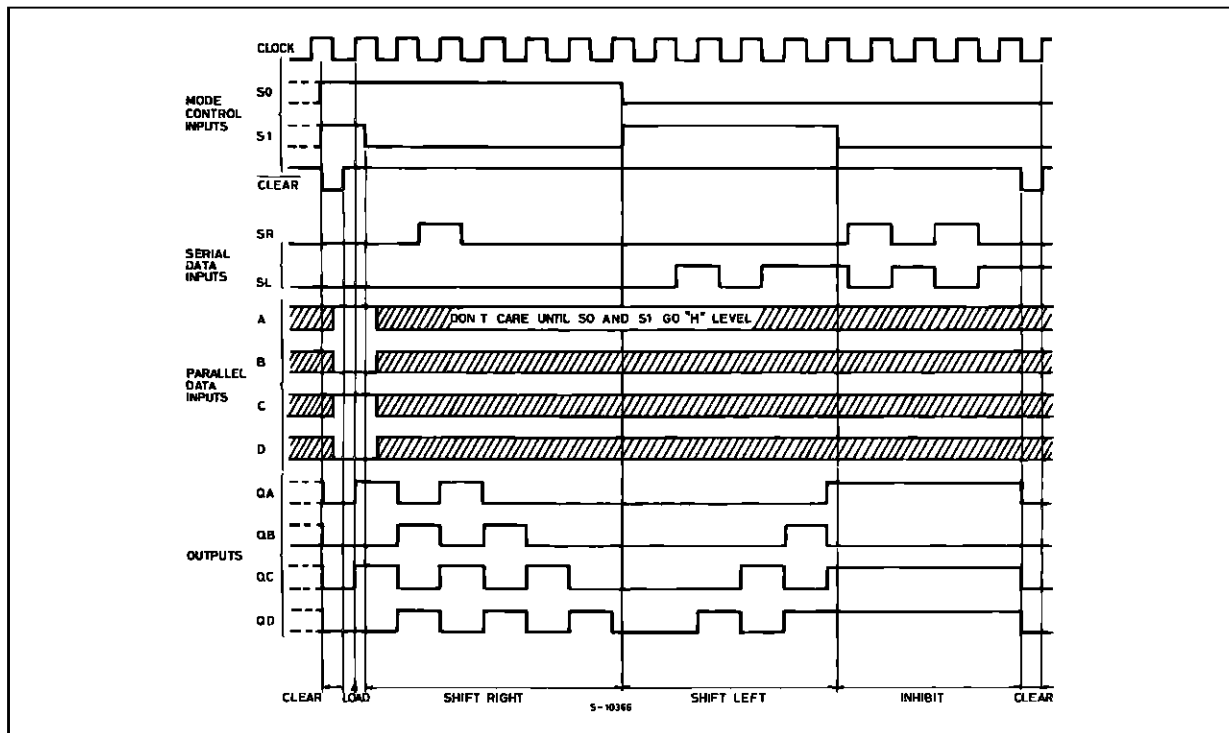 CLOCK
MODE
CONTROL
INPUTS
S0
S1
CLEAR
SERIAL
DATA
INPUTS
SR
SL
PARALLEL
DATA
INPUTS
A
DON T CARE UNTIL SO AND S1 GO "H" LEVEL
B
C
D
OUTPUTS
QA
QB
QC
QD
CLEAR
LOAD
SHIFT RIGHT
SHIFT LEFT
INHIBIT
CLEAR
S-10366